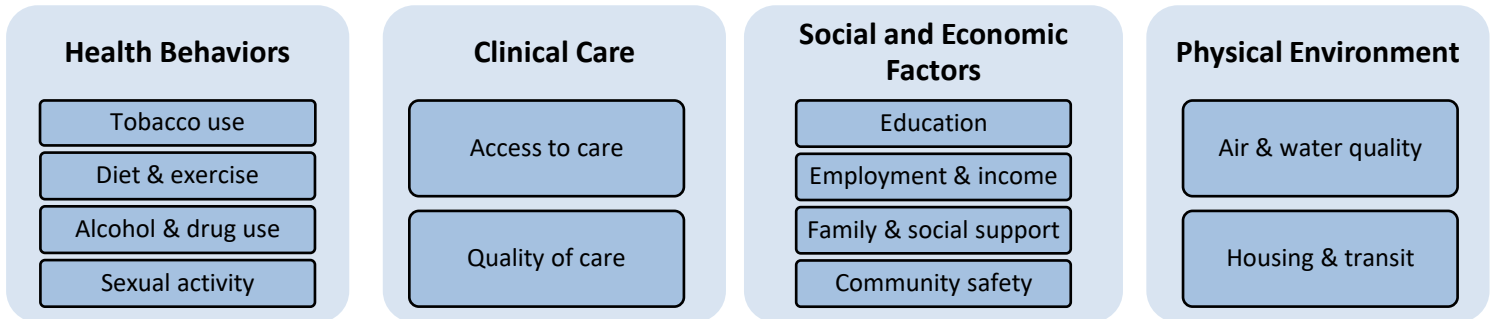 Health Behaviors
Tobacco use
Diet & exercise
Alcohol & drug use
Sexual activity
Clinical Care
Access to care
Quality of care
Social and Economic
Factors
Education
Employment & income
Family & social support
Community safety
Physical Environment
Air & water quality
Housing & transit